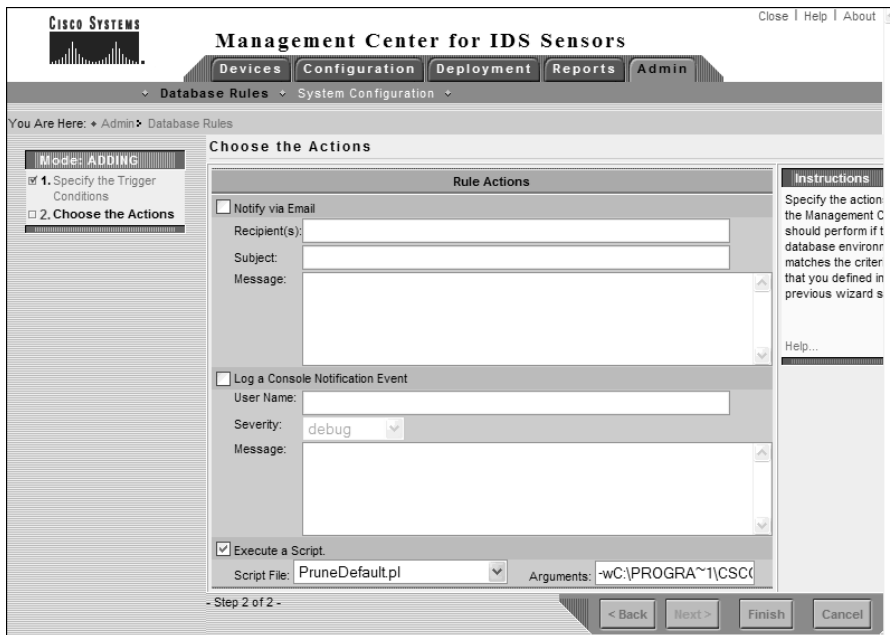 Close | Help | About
CISCO SYSTEMS
Management Center for IDS Sensors
Devices Configuration Deployment Reports Admin
Database Rules System Configuration
You Are Here: Admin Database Rules
Mode: ADDING
1. Specify the Trigger
Conditions
2. Choose the Actions
Choose the Actions
Rule Actions
Notify via Email
Recipient(s):
Subject:
Message:
Log a Console Notification Event
User Name:
Severity: debug
Message:
Execute a Script.
Script File: PruneDefault.pl Arguments: -wC:\PROGRA~1\CSCO
Instructions
Specify the action
the Management C
should perform if t
database environ
matches the criter
that you defined in
previous wizard s
Help...
- Step 2 of 2 -
< Back Next > Finish Cancel